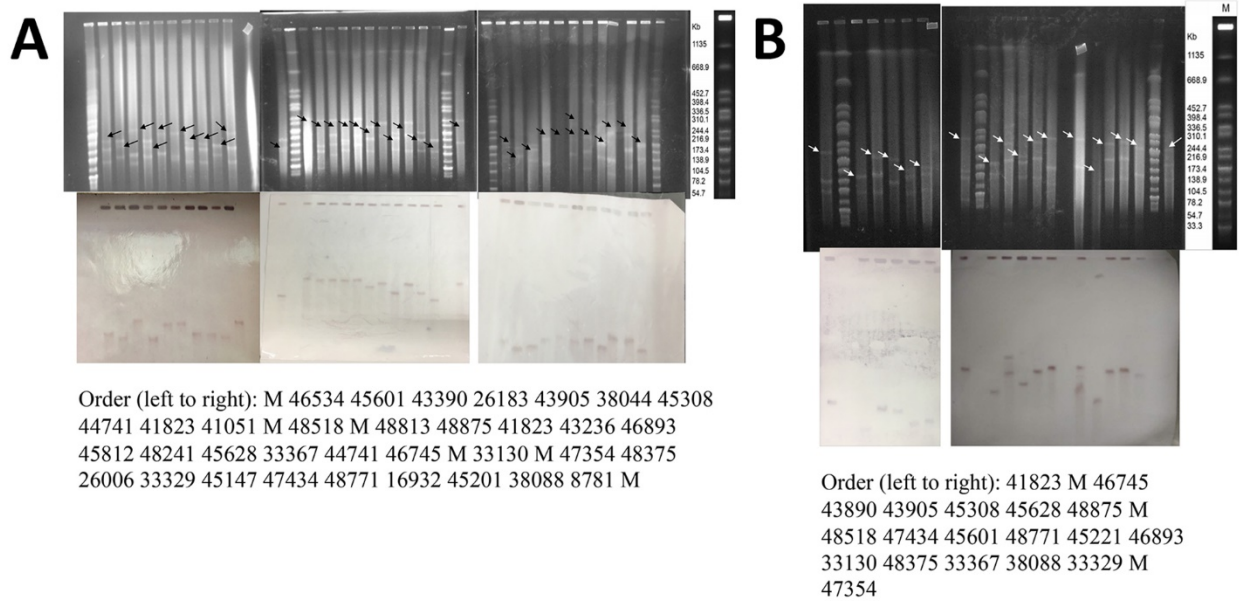 A
Kb
1135
668.9
452.7
398.4
336.5
310.1
244.4
216.9
173.4
138.9
104.5
78.2
54.7
Order (left to right): M 46534 45601 43390 26183 43905 38044 45308
44741 41823 41051 M 48518 M 48813 48875 41823 43236 46893
45812 48241 45628 33367 44741 46745 M 33130 M 47354 48375
26006 33329 45147 47434 48771 16932 45201 38088 8781 M
B
M
Kb
1135
668.9
452.7
398.4
336.5
310.1
244.4
216.9
173.4
138.9
104.5
78.2
54.7
33.3
Order (left to right): 41823 M 46745
43890 43905 45308 45628 48875 M
48518 47434 45601 48771 45221 46893
33130 48375 33367 38088 33329 M
47354